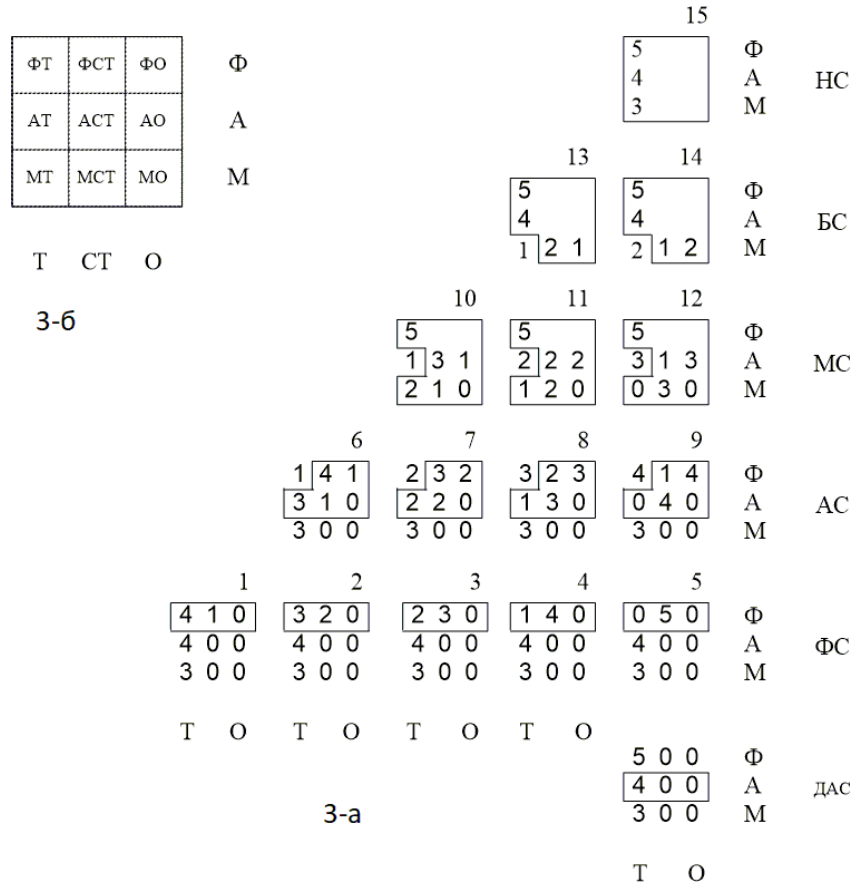 15
ФТ ФСТ ФО Ф
АТ АСТ АО А
МТ МСТ МО М
Т СТ О
3-б
5 Ф
4 А НС
3 М
13 14
5 5 Ф
4 4 А БС
1 2 1 2 1 2 М
10 11 12
5 5 5 Ф
1 3 1 2 2 2 3 1 3 А МС
2 1 0 1 2 0 0 3 0 М
6 7 8 9
1 4 1 2 3 2 3 2 3 4 1 4 Ф
3 1 0 2 2 0 1 3 0 0 4 0 А АС
3 0 0 3 0 0 3 0 0 3 0 0 М
1 2 3 4 5
4 1 0 3 2 0 2 3 0 1 4 0 0 5 0 Ф
4 0 0 4 0 0 4 0 0 4 0 0 4 0 0 А ФС
3 0 0 3 0 0 3 0 0 3 0 0 3 0 0 М
Т О Т О Т О Т О
5 0 0 Ф
4 0 0 А ДАС
3 0 0 М
3-а
Т О